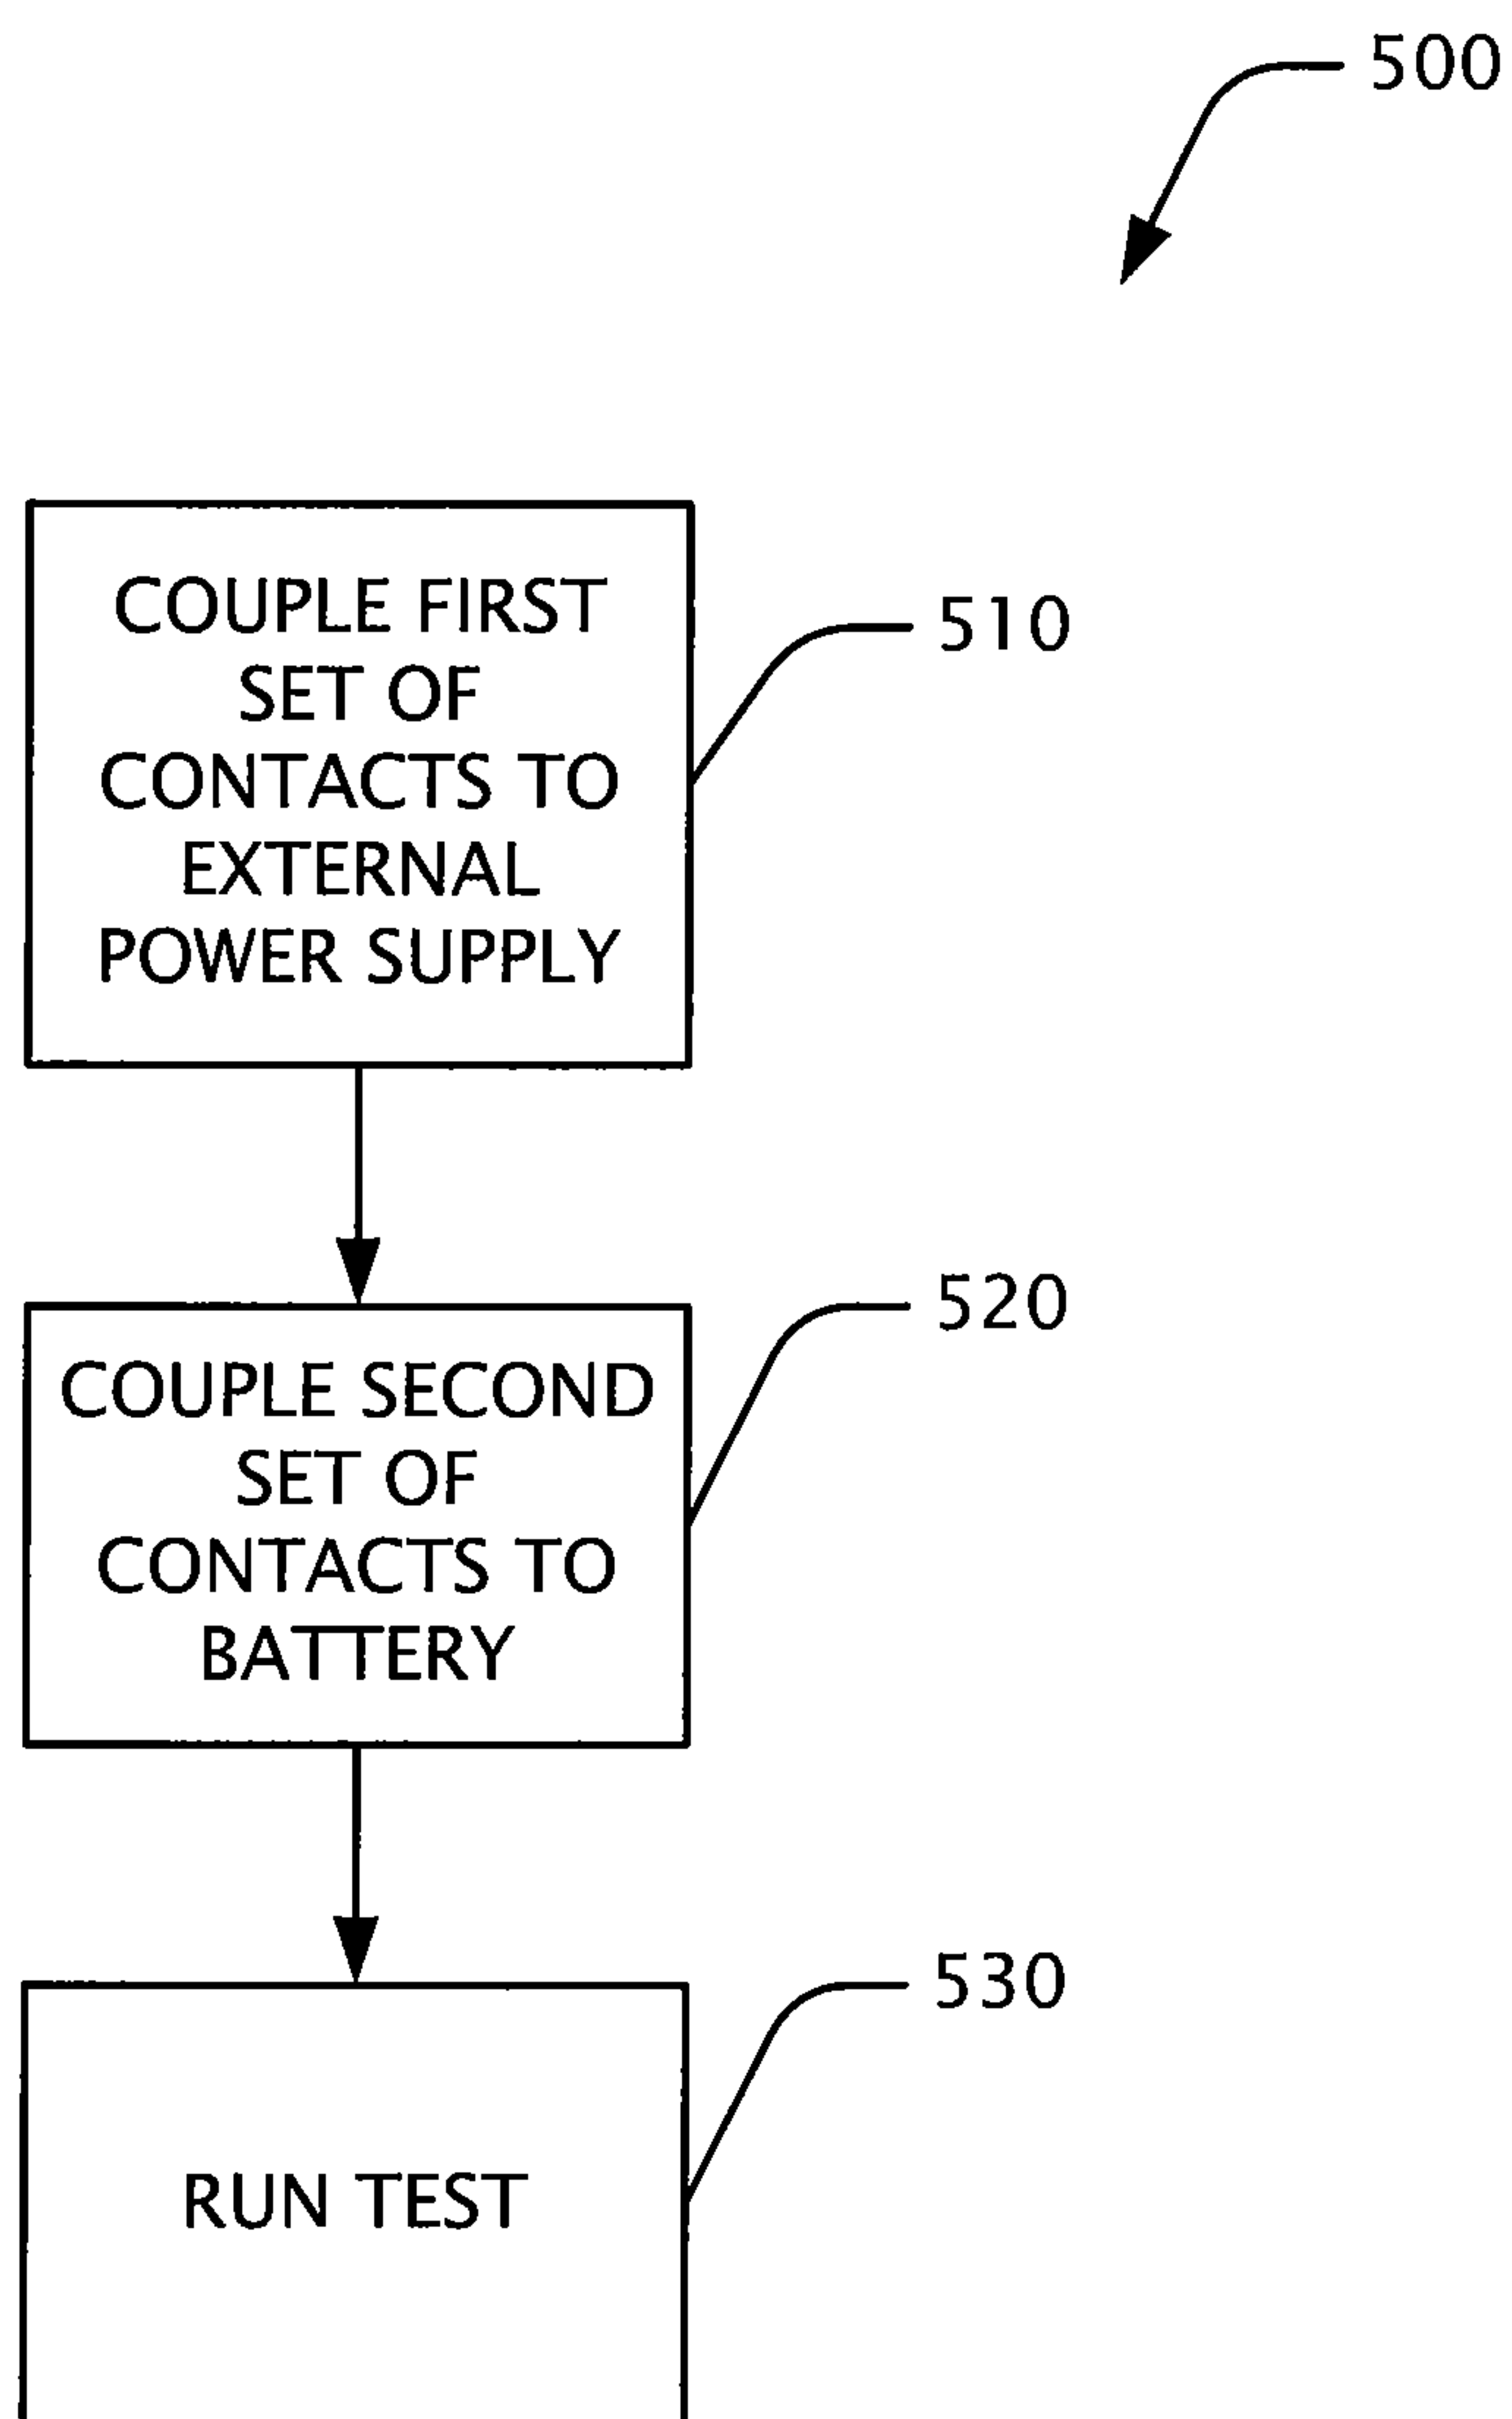 500
COUPLE FIRST
SET OF
CONTACTS TO
EXTERNAL
POWER SUPPLY
510
COUPLE SECOND
SET OF
CONTACTS TO
BATTERY
520
RUN TEST
530